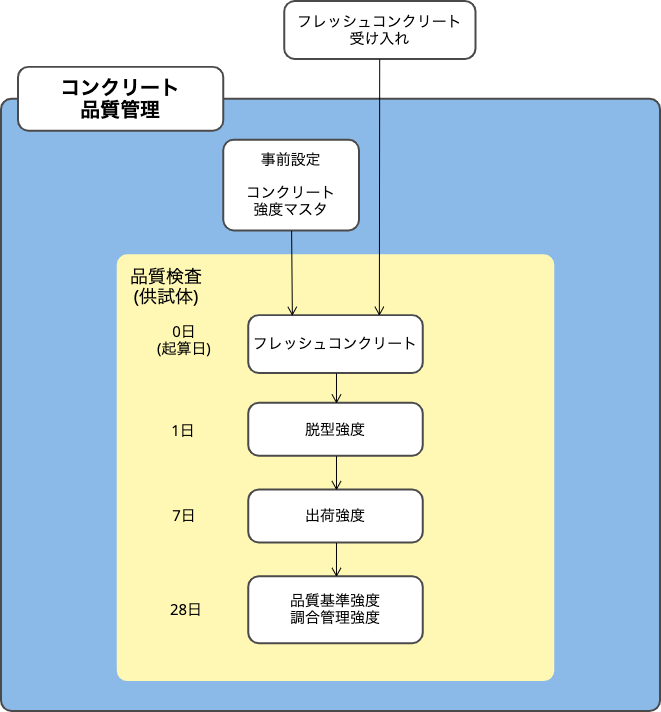 フレッシュコンクリート
受け入れ
コンクリート
品質管理
事前設定
コンクリート
強度マスタ
品質検査
(供試体)
0日
(起算日)
フレッシュコンクリート
1日
脱型強度
7日
出荷強度
28日
品質基準強度
調合管理強度